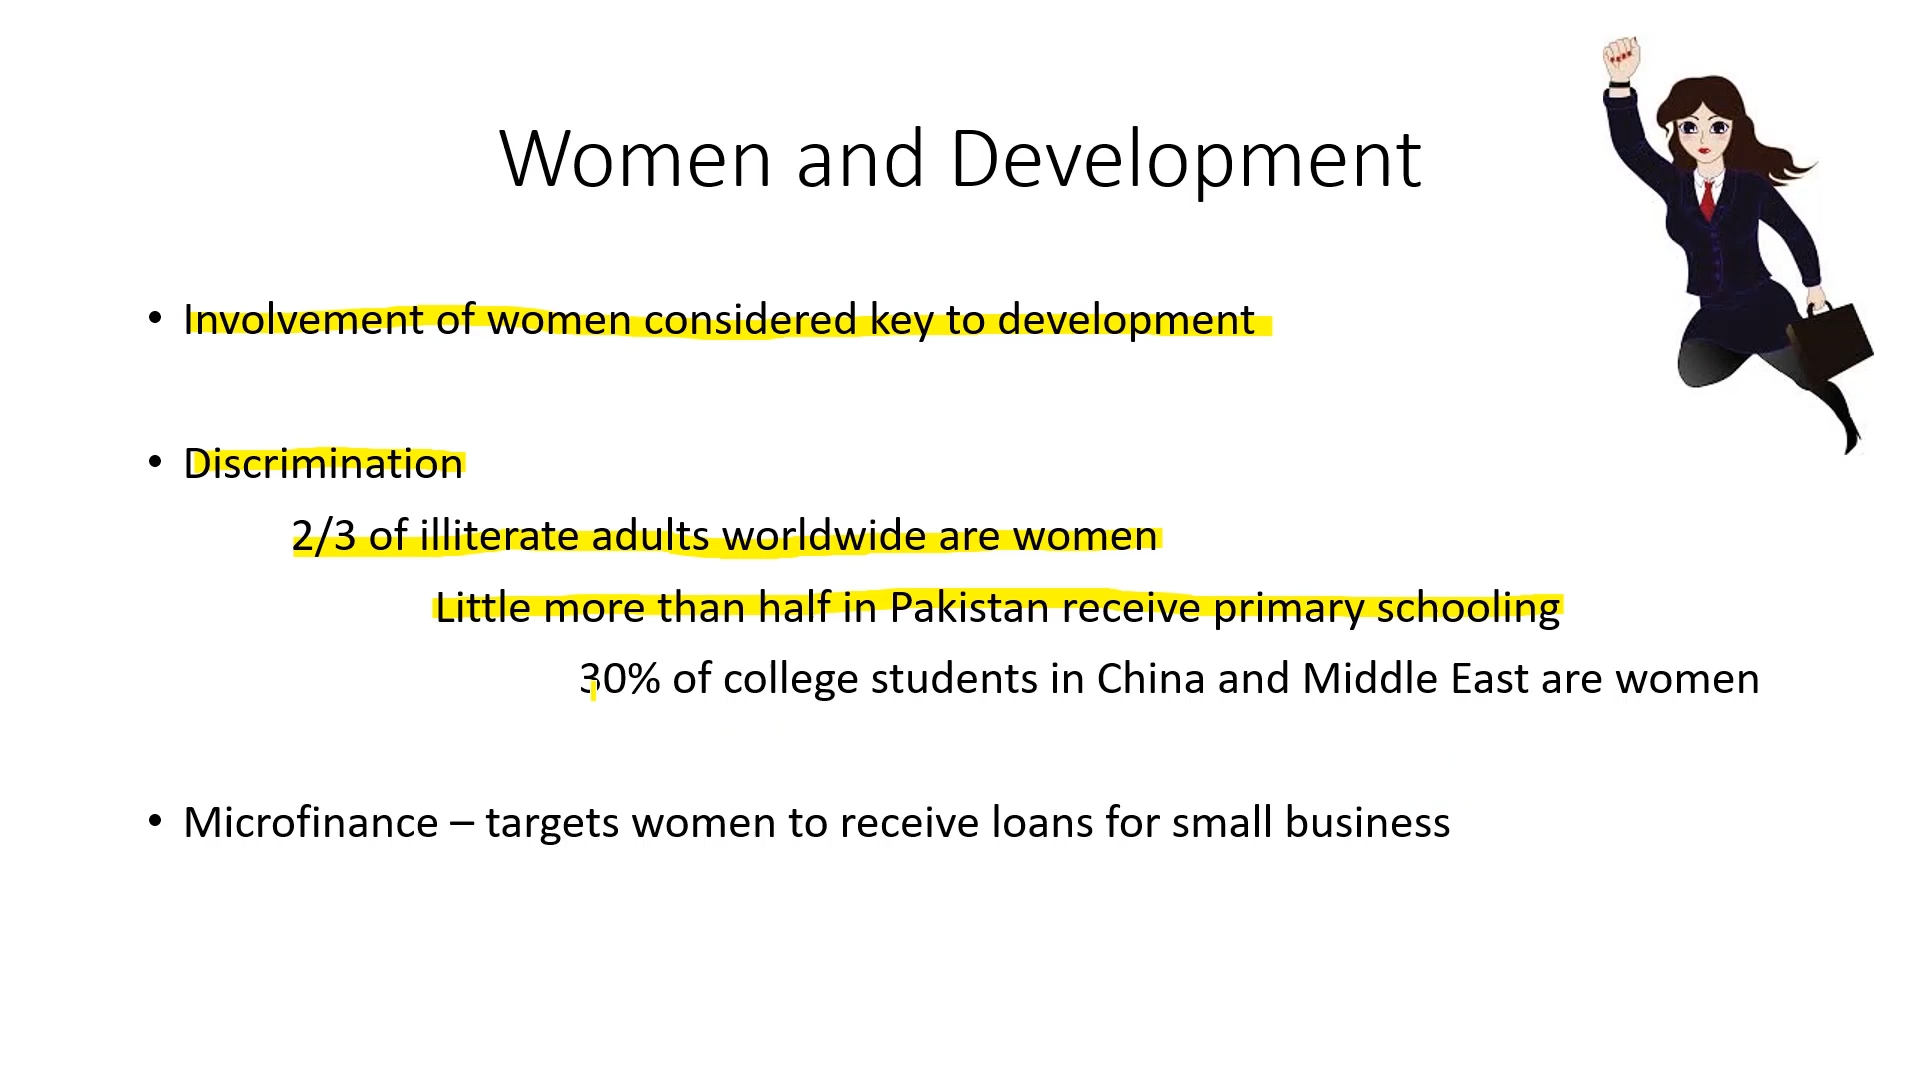 Women and Development
• Involvement of women considered key to development
• Discrimination
2/3 of illiterate adults worldwide are women
Little more than half in Pakistan receive primary schooling
30% of college students in China and Middle East are women
• Microfinance – targets women to receive loans for small business